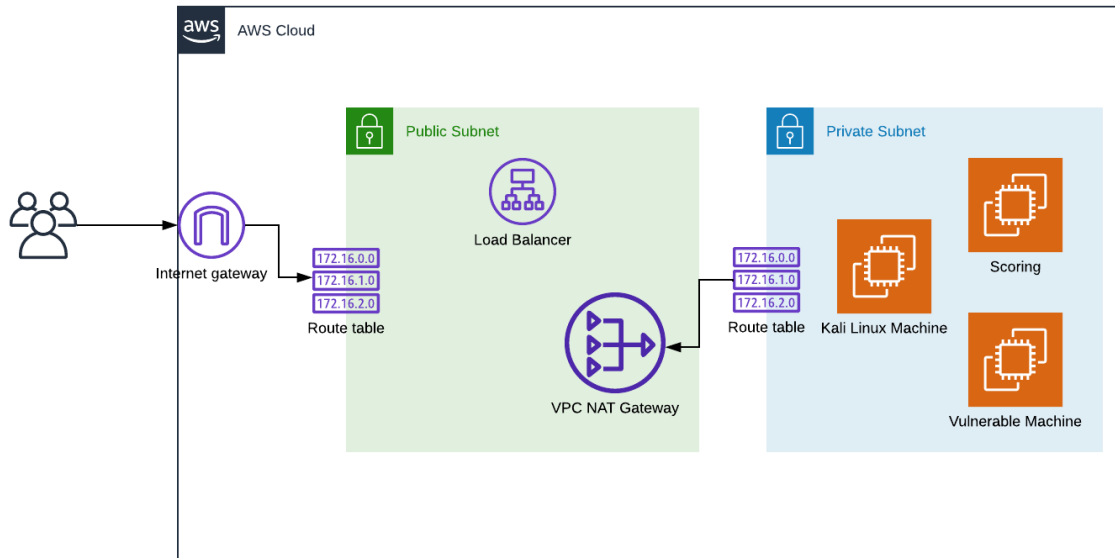 aws
AWS Cloud
Public Subnet
Private Subnet
Load Balancer
Scoring
Internet gateway
172.16.0.0
172.16.1.0
172.16.2.0
Route table
172.16.0.0
172.16.1.0
172.16.2.0
Route table
Kali Linux Machine
VPC NAT Gateway
Vulnerable Machine